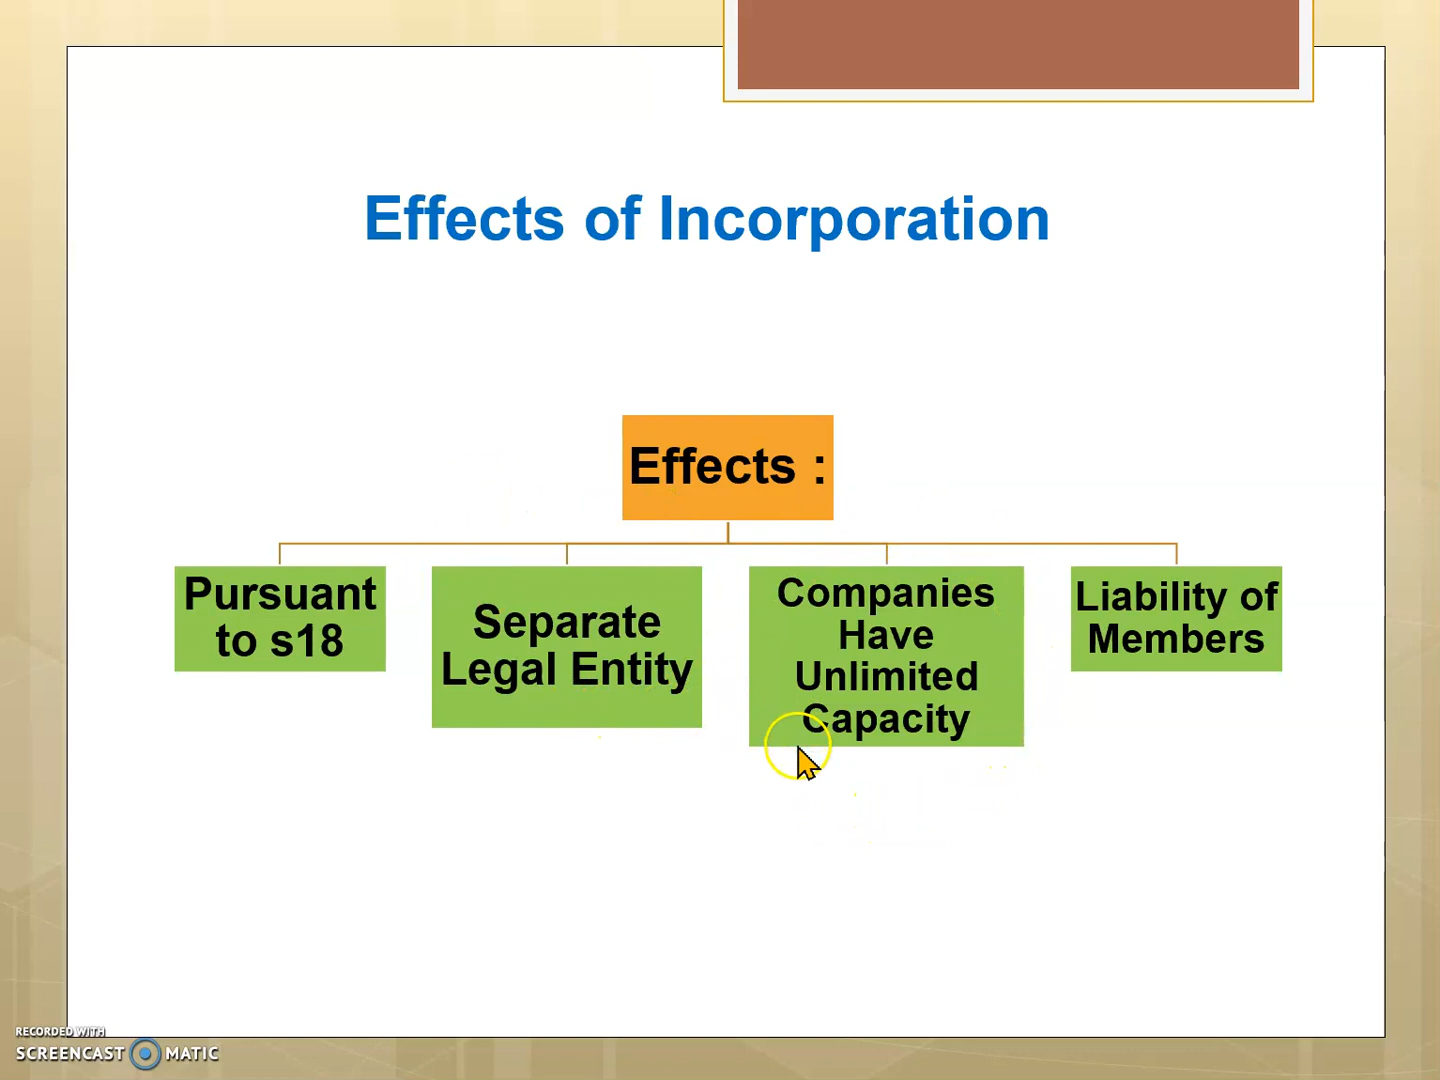 Effects of Incorporation
Effects :
Pursuant
to s18
Separate
Legal Entity
Companies
Have
Unlimited
Capacity
Liability of
Members
RECORDED WITH
SCREENCAST MATIC